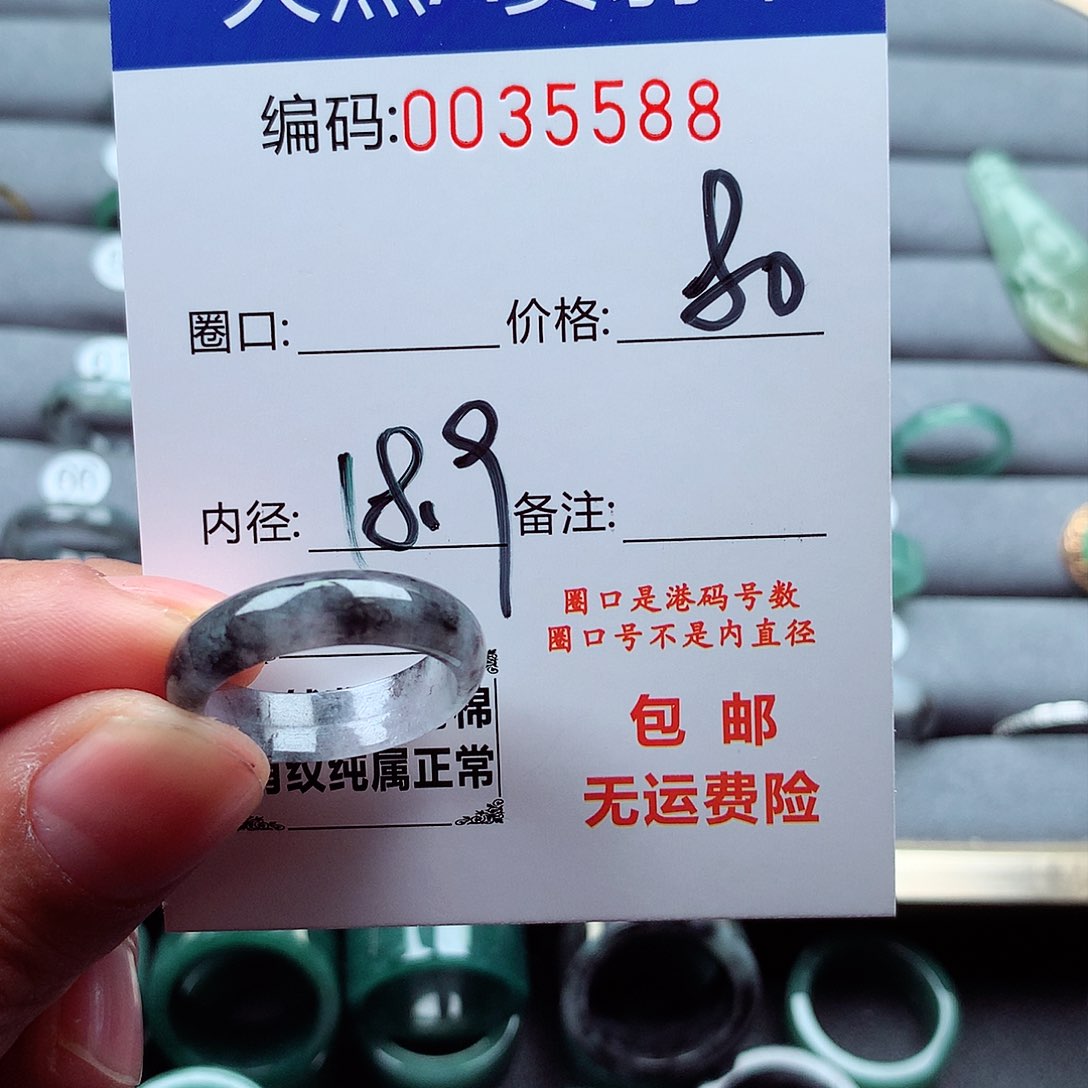 编码:0035588
圈口: 价格: 80
内径: 18.9 备注:
圈口是港码号数
圈口号不是内直径
棉
纹纯属正常
包邮
无运费险